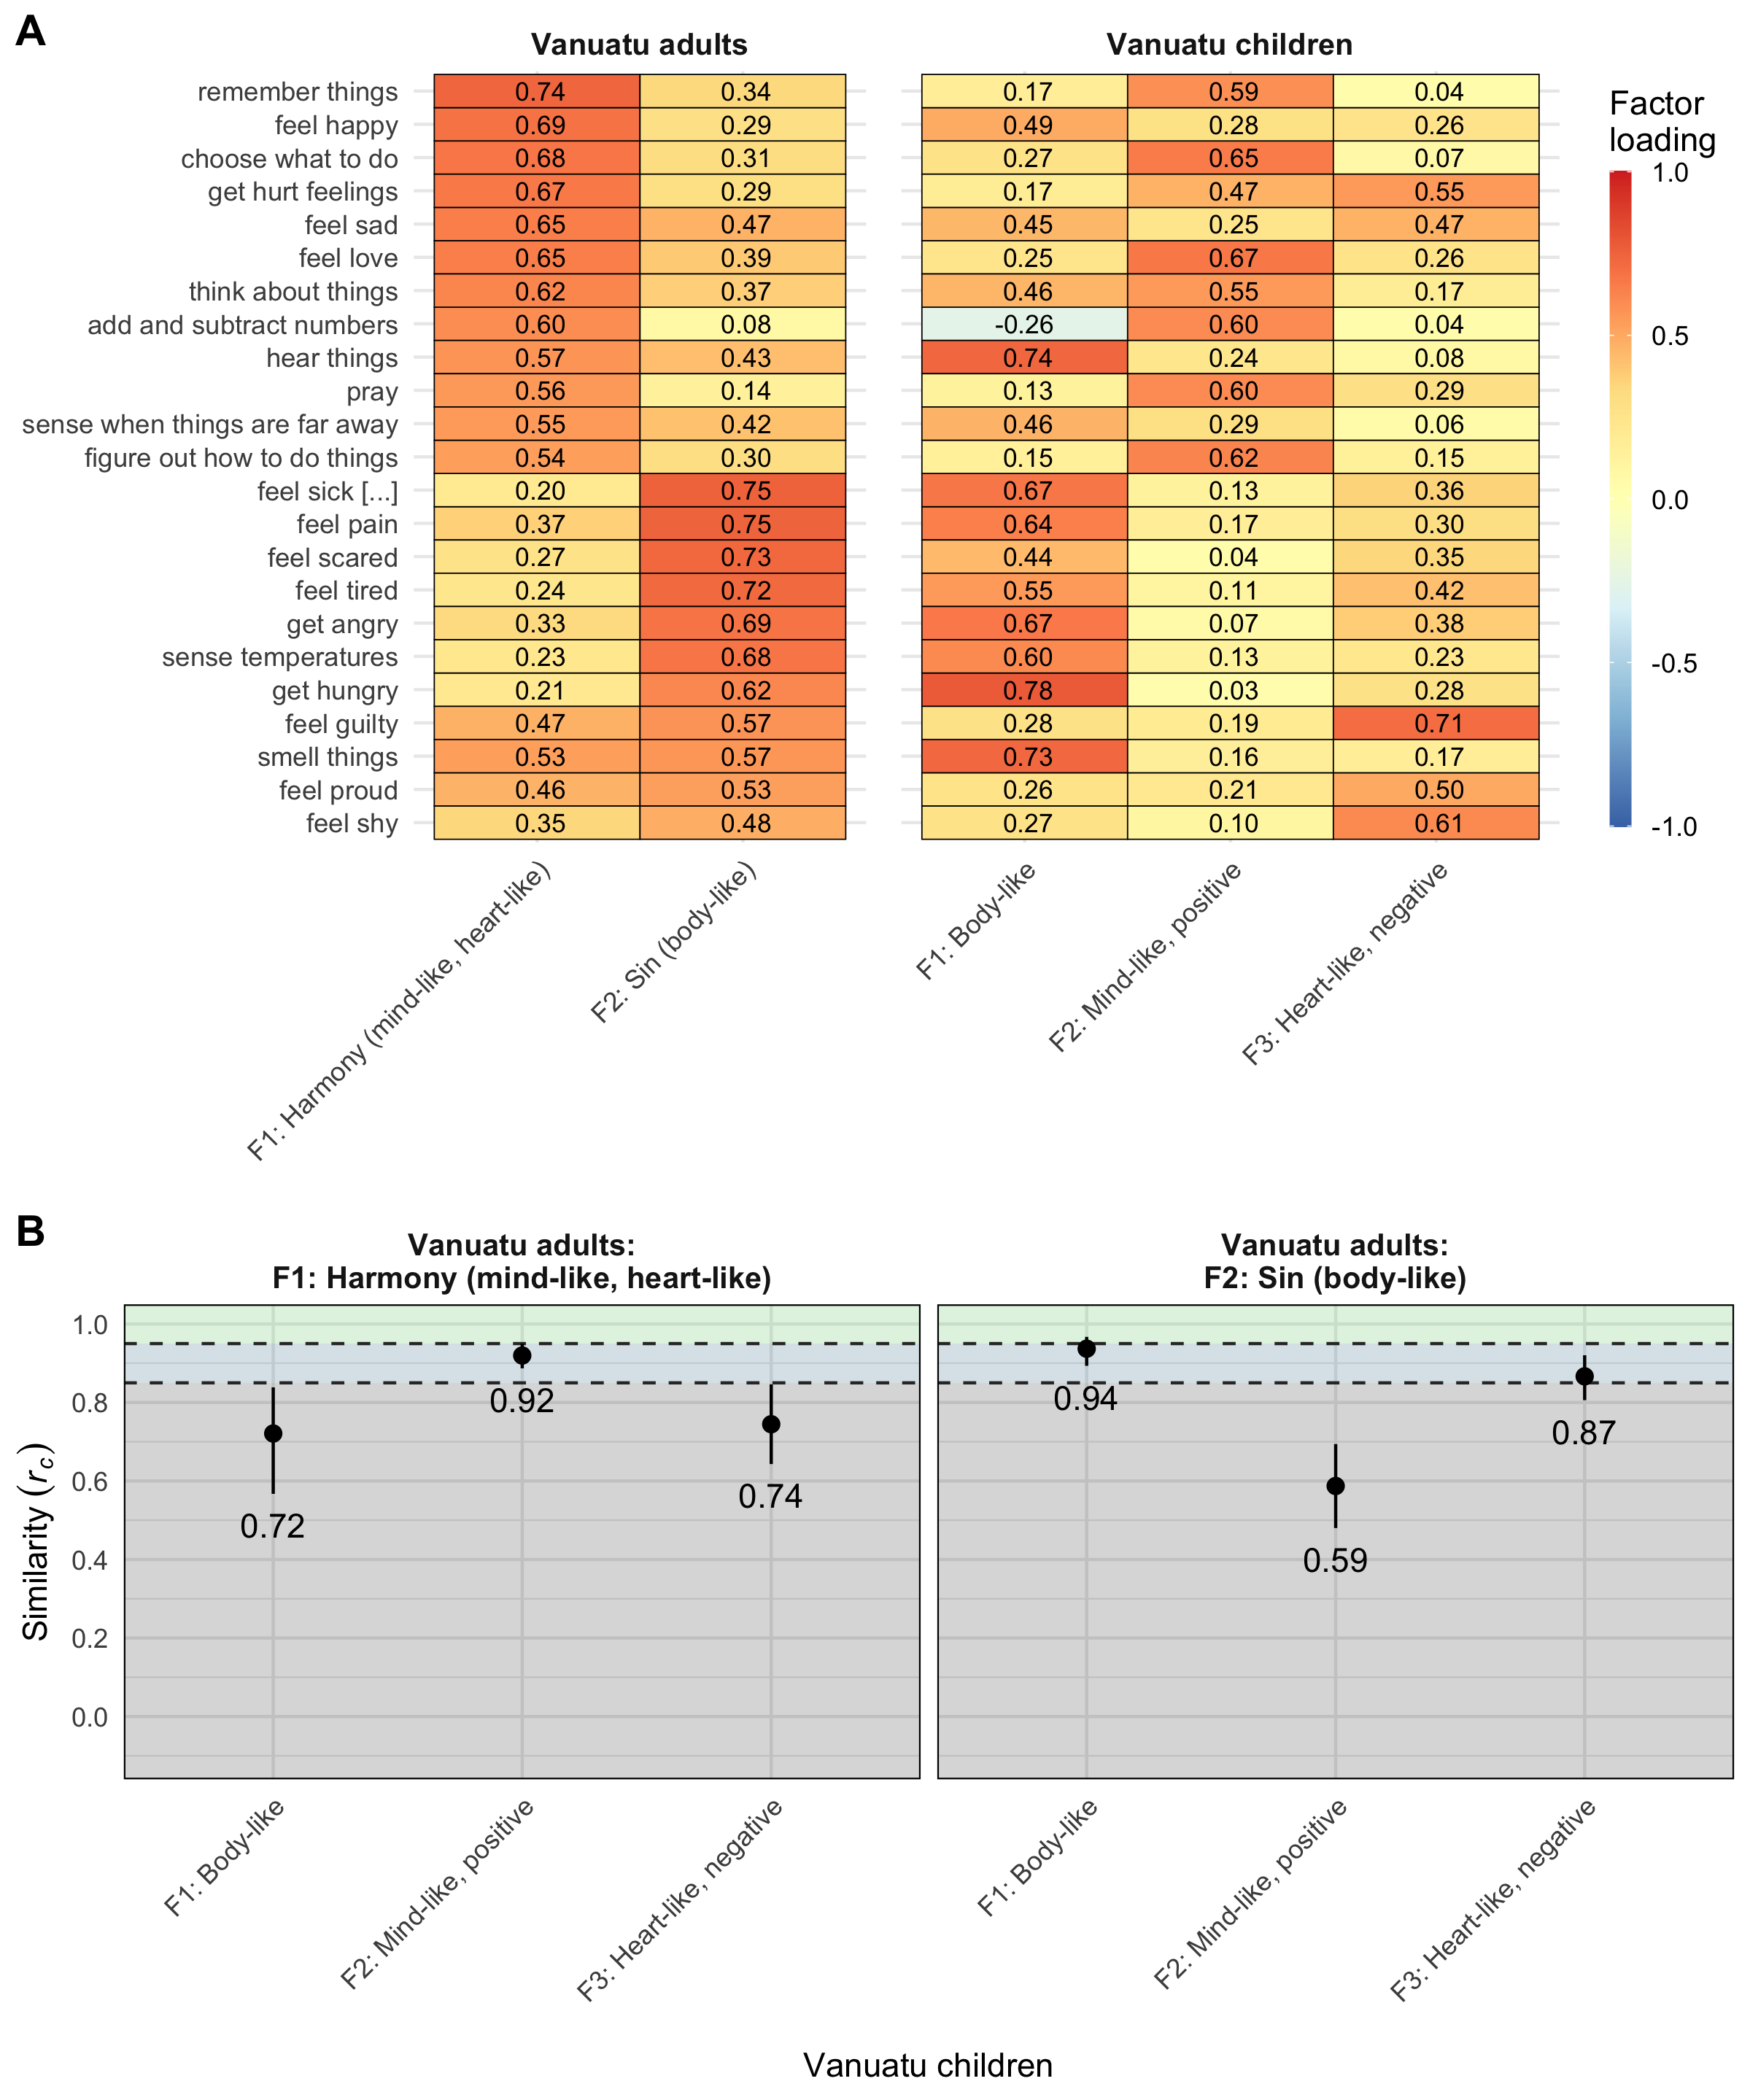 A
Vanuatu adults
Vanuatu children
remember things 0.74 0.34 0.17 0.59 0.04
feel happy 0.69 0.29 0.49 0.28 0.26
choose what to do 0.68 0.31 0.27 0.65 0.07
get hurt feelings 0.67 0.29 0.17 0.47 0.55
feel sad 0.65 0.47 0.45 0.25 0.47
feel love 0.65 0.39 0.25 0.67 0.26
think about things 0.62 0.37 0.46 0.55 0.17
add and subtract numbers 0.60 0.08 -0.26 0.60 0.04
hear things 0.57 0.43 0.74 0.24 0.08
pray 0.56 0.14 0.13 0.60 0.29
sense when things are far away 0.55 0.42 0.46 0.29 0.06
figure out how to do things 0.54 0.30 0.15 0.62 0.15
feel sick [...] 0.20 0.75 0.67 0.13 0.36
feel pain 0.37 0.75 0.64 0.17 0.30
feel scared 0.27 0.73 0.44 0.04 0.35
feel tired 0.24 0.72 0.55 0.11 0.42
get angry 0.33 0.69 0.67 0.07 0.38
sense temperatures 0.23 0.68 0.60 0.13 0.23
get hungry 0.21 0.62 0.78 0.03 0.28
feel guilty 0.47 0.57 0.28 0.19 0.71
smell things 0.53 0.57 0.73 0.16 0.17
feel proud 0.46 0.53 0.26 0.21 0.50
feel shy 0.35 0.48 0.27 0.10 0.61
F1: Harmony (mind-like, heart-like)
F2: Sin (body-like)
F1: Body-like
F2: Mind-like, positive
F3: Heart-like, negative
Factor
loading
1.0
0.5
0.0
-0.5
-1.0
B
Vanuatu adults:
F1: Harmony (mind-like, heart-like)
Vanuatu adults:
F2: Sin (body-like)
Similarity (rc)
1.0
0.8
0.6
0.4
0.2
0.0
0.72
0.92
0.74
0.94
0.59
0.87
F1: Body-like
F2: Mind-like, positive
F3: Heart-like, negative
F1: Body-like
F2: Mind-like, positive
F3: Heart-like, negative
Vanuatu children